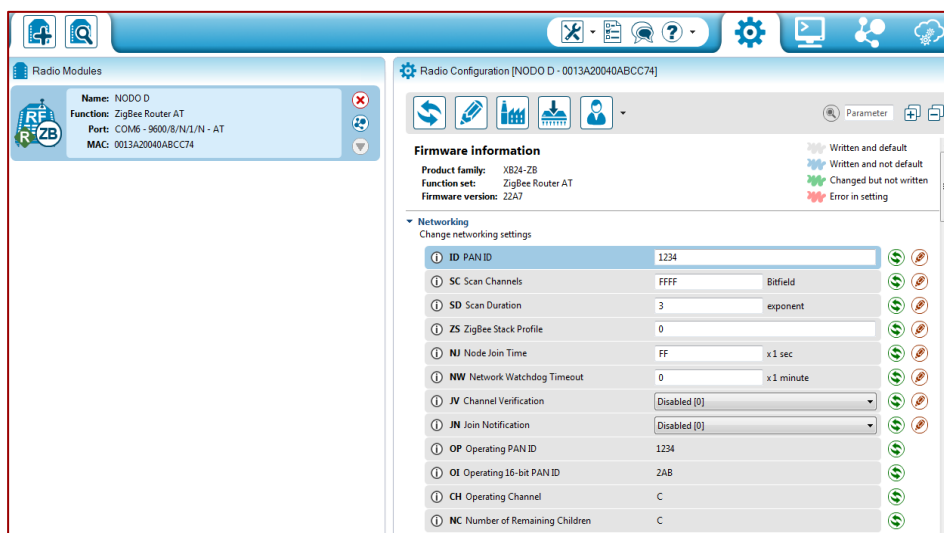 Radio Modules
Name: NODO D
Function: ZigBee Router AT
Port: COM6 - 9600/8/N/1/N - AT
MAC: 0013A20040ABCC74
RF
R
ZB
Radio Configuration [NODO D - 0013A20040ABCC74]
Parameter
Firmware information
Product family: XB24-ZB
Function set: ZigBee Router AT
Firmware version: 22A7
Written and default
Written and not default
Changed but not written
Error in setting
Networking
Change networking settings
ID PAN ID 1234
SC Scan Channels FFFF Bitfield
SD Scan Duration 3 exponent
ZS ZigBee Stack Profile 0
NJ Node Join Time FF x 1 sec
NW Network Watchdog Timeout 0 x 1 minute
JV Channel Verification Disabled [0]
JN Join Notification Disabled [0]
OP Operating PAN ID 1234
OI Operating 16-bit PAN ID 2AB
CH Operating Channel C
NC Number of Remaining Children C